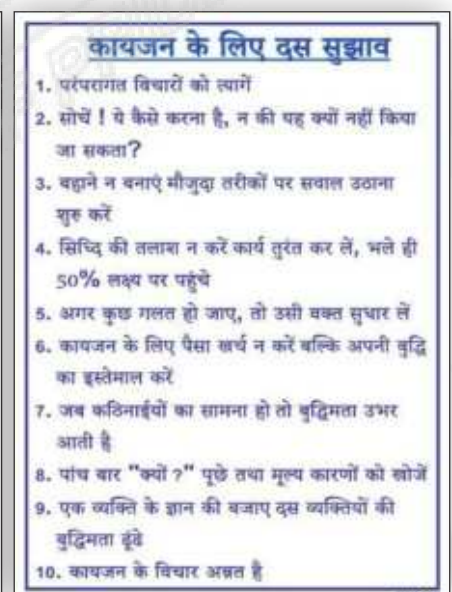 कायजन के लिए दस सुझाव
1. परंपरागत विचारों को त्यागें
2. सोचें ! ये कैसे करना है, न की यह क्यों नहीं किया
जा सकता?
3. बहाने न बनाएं मौजुदा तरीकों पर सवाल उठाना
शुरु करें
4. सिध्दि की तलाश न करें कार्य तुरंत कर लें, भले ही
50% लक्ष्य पर पहुंचे
5. अगर कुछ गलत हो जाए, तो उसी वक्त सुधार लें
6. कायजन के लिए पैसा खर्च न करें बल्कि अपनी बुद्धि
का इस्तेमाल करें
7. जब कठिनाईयों का सामना हो तो बुद्धिमता उभर
आती है
8. पांच बार "क्यों ?" पूछे तथा मूल्य कारणों को खोजें
9. एक व्यक्ति के ज्ञान की बजाए दस व्यक्तियों की
बुद्धिमता ढूंढे
10. कायजन के विचार अन्नत है